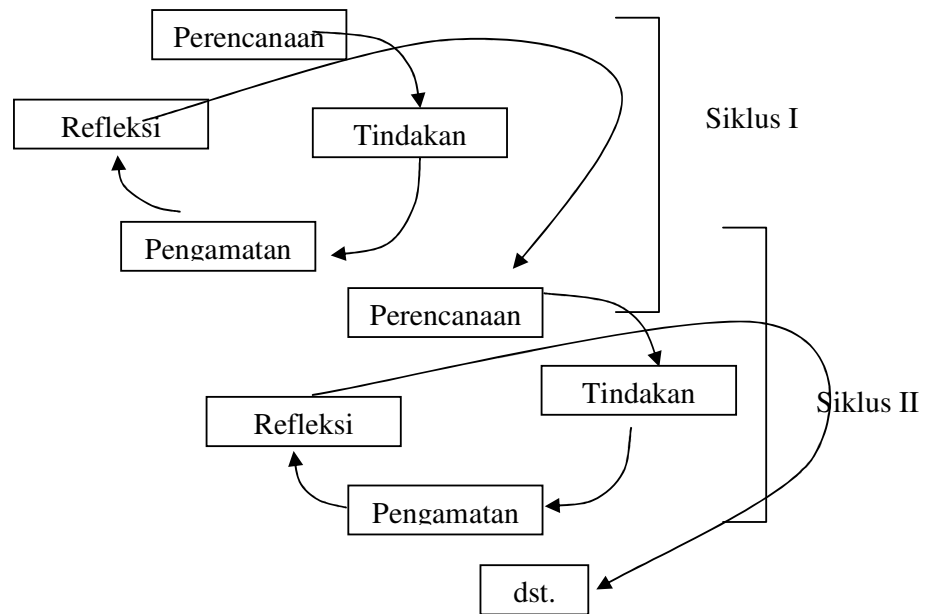 Perencanaan
Refleksi
Tindakan
Siklus I
Pengamatan
Perencanaan
Tindakan
Refleksi
Siklus II
Pengamatan
dst.